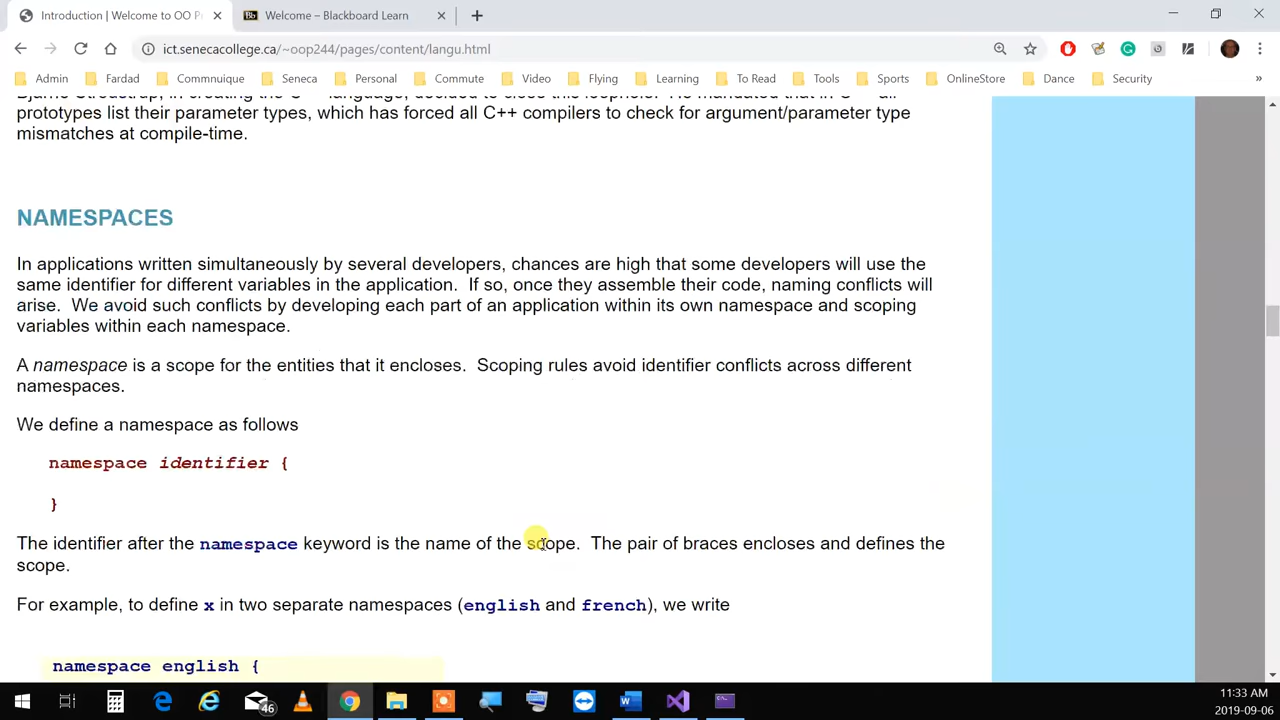 Introduction | Welcome to OO P
Welcome – Blackboard Learn
ict.senecacollege.ca/~oop244/pages/content/langu.html
Admin Fardad Commnuique Seneca Personal Commute Video Flying Learning To Read Tools Sports OnlineStore Dance Security »
prototypes list their parameter types, which has forced all C++ compilers to check for argument/parameter type
mismatches at compile-time.
NAMESPACES
In applications written simultaneously by several developers, chances are high that some developers will use the
same identifier for different variables in the application.  If so, once they assemble their code, naming conflicts will
arise.  We avoid such conflicts by developing each part of an application within its own namespace and scoping
variables within each namespace.
A namespace is a scope for the entities that it encloses.  Scoping rules avoid identifier conflicts across different
namespaces.
We define a namespace as follows
namespace identifier {
}
The identifier after the namespace keyword is the name of the scope.  The pair of braces encloses and defines the
scope.
For example, to define x in two separate namespaces (english and french), we write
namespace english {
46
11:33 AM
2019-09-06